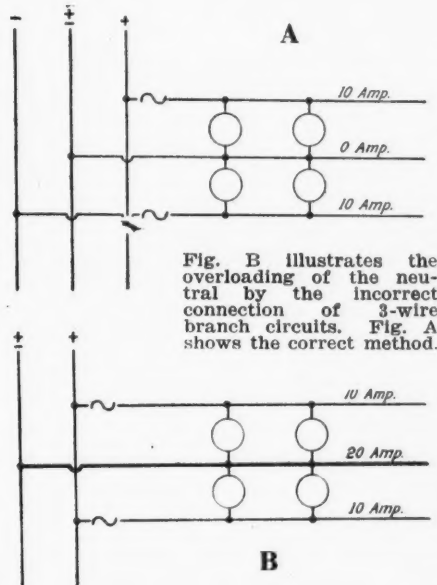 - ± +
A
10 Amp.
0 Amp.
10 Amp.
Fig. B illustrates the
overloading of the neu-
tral by the incorrect
connection of 3-wire
branch circuits. Fig. A
shows the correct method.
± +
10 Amp.
20 Amp.
10 Amp.
B